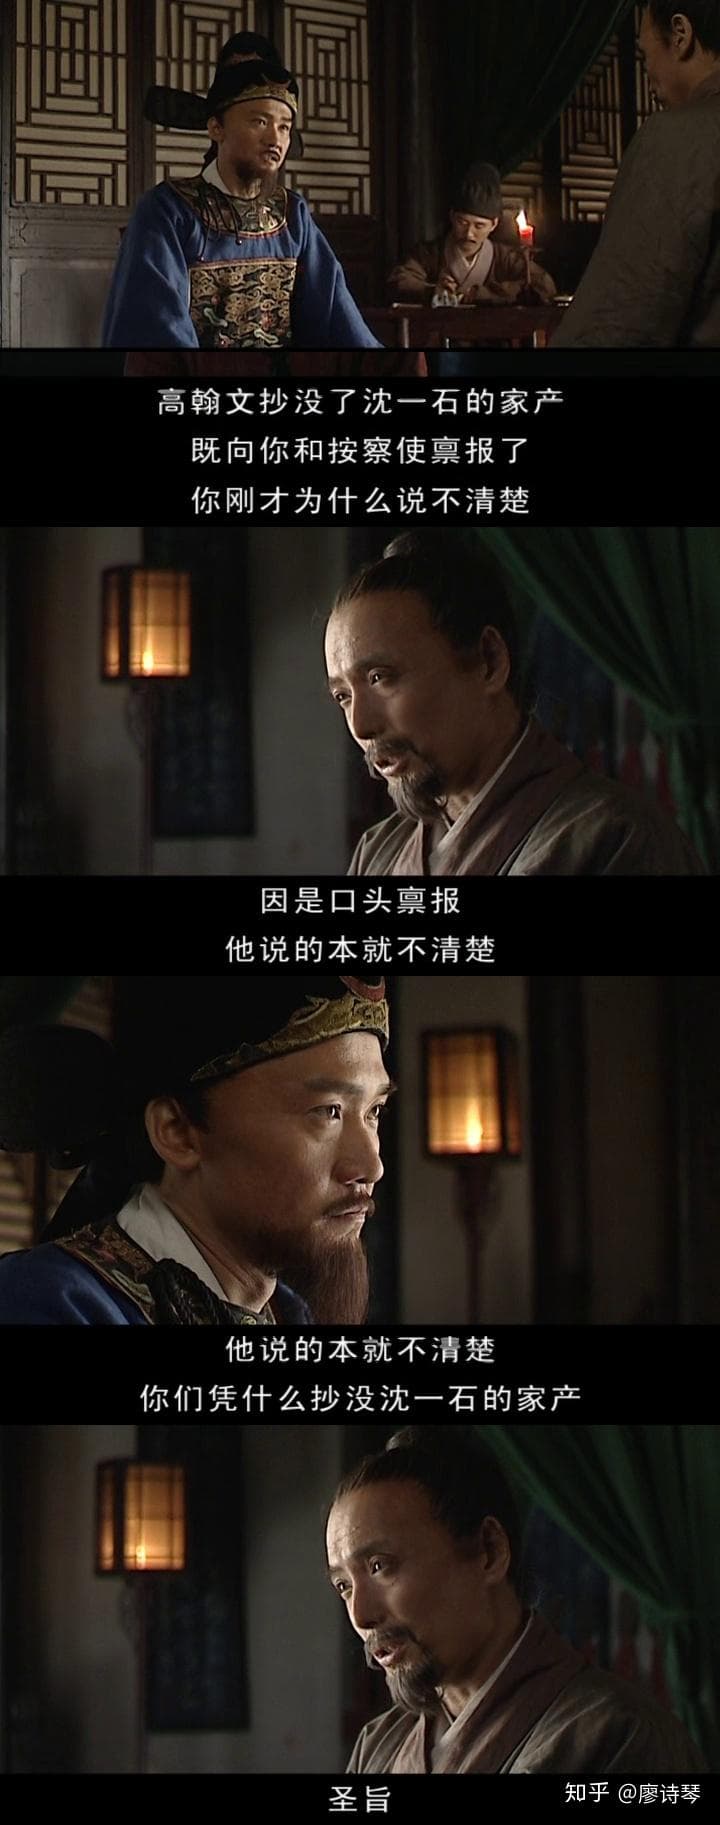 高翰文抄没了沈一石的家产
既向你和按察使禀报了
你刚才为什么说不清楚
因是口头禀报
他说的本就不清楚
他说的本就不清楚
你们凭什么抄没沈一石的家产
圣旨
知乎 @廖诗琴